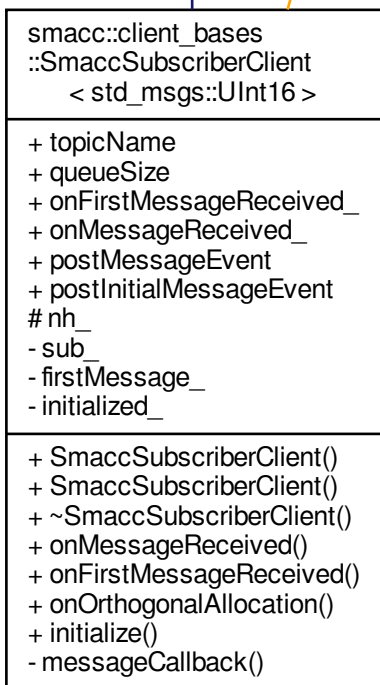 smacc::client_bases
::SmaccSubscriberClient
< std_msgs::UInt16 >
+ topicName
+ queueSize
+ onFirstMessageReceived_
+ onMessageReceived_
+ postMessageEvent
+ postInitialMessageEvent
# nh_
- sub_
- firstMessage_
- initialized_
+ SmaccSubscriberClient()
+ SmaccSubscriberClient()
+ ~SmaccSubscriberClient()
+ onMessageReceived()
+ onFirstMessageReceived()
+ onOrthogonalAllocation()
+ initialize()
- messageCallback()